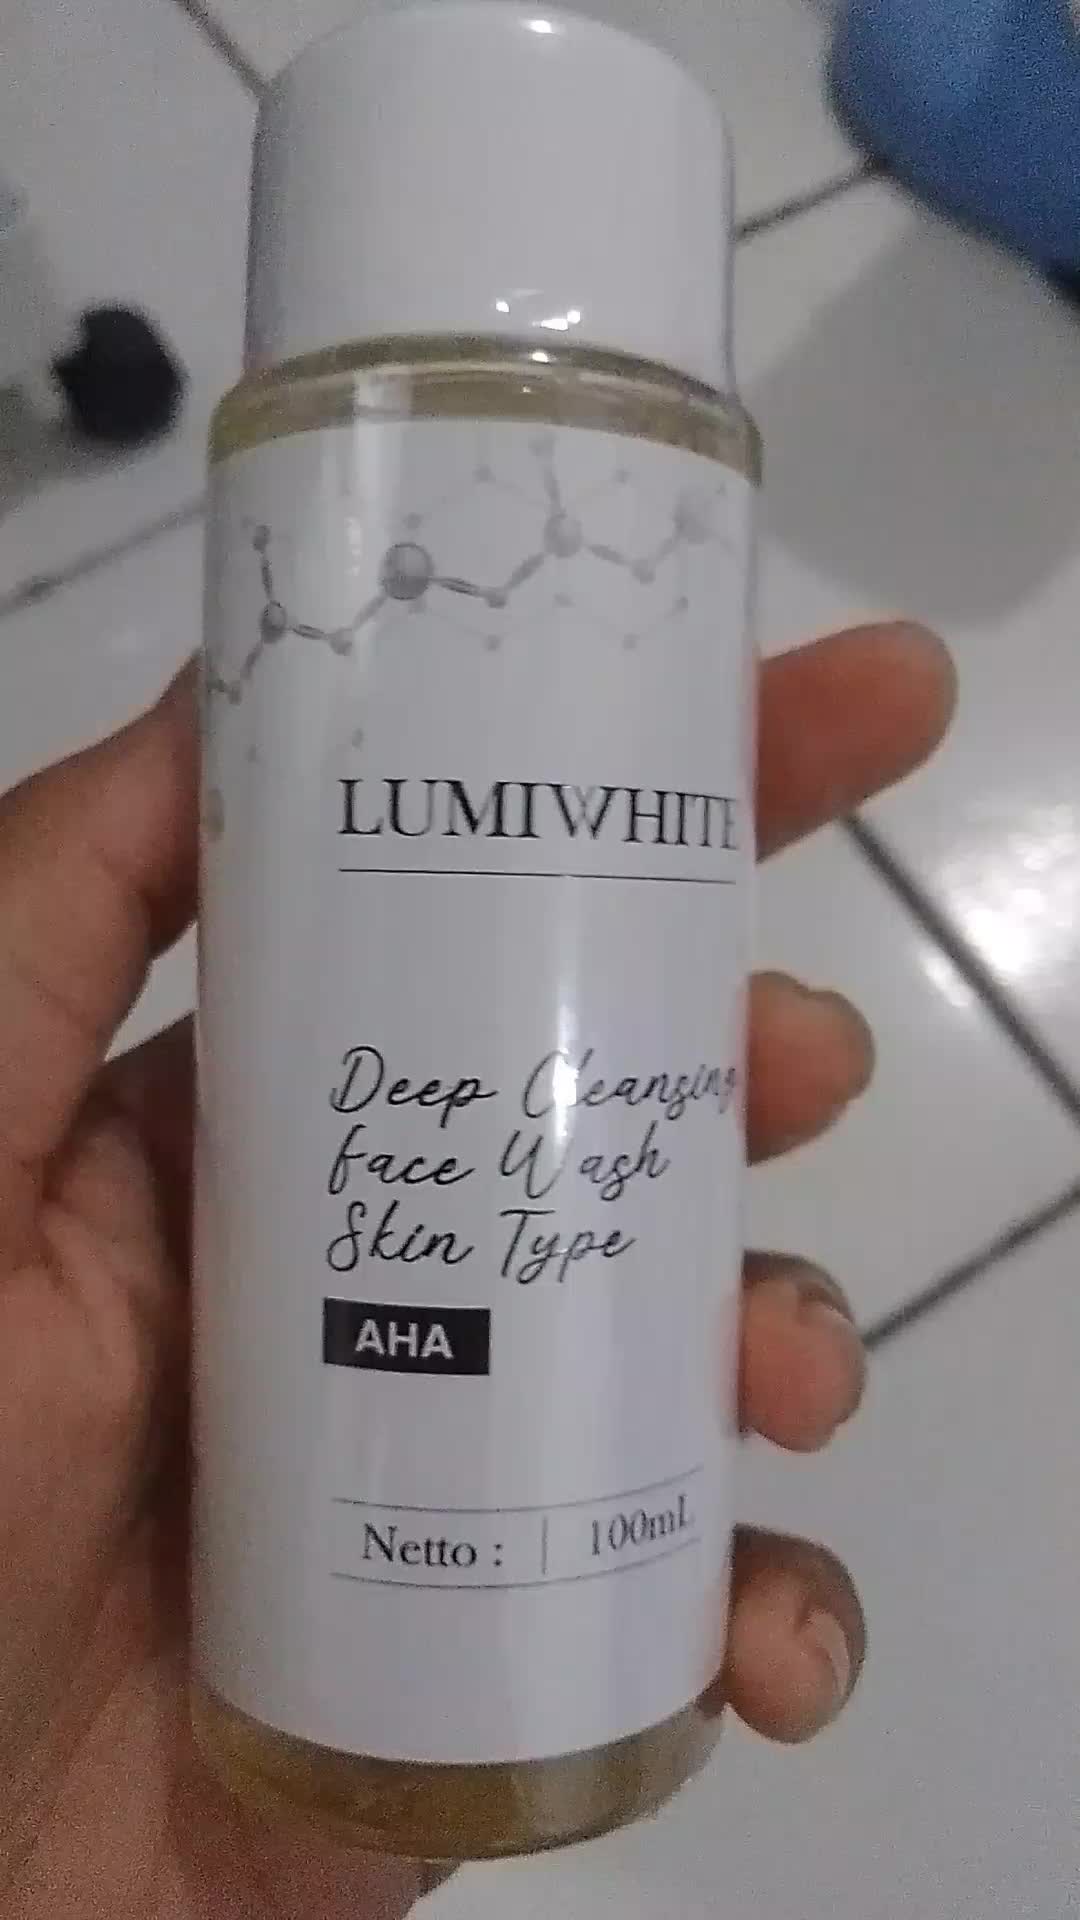 LUMIWHITE
Deep Cleansing
Face Wash
Skin Type
AHA
Netto : | 100mL